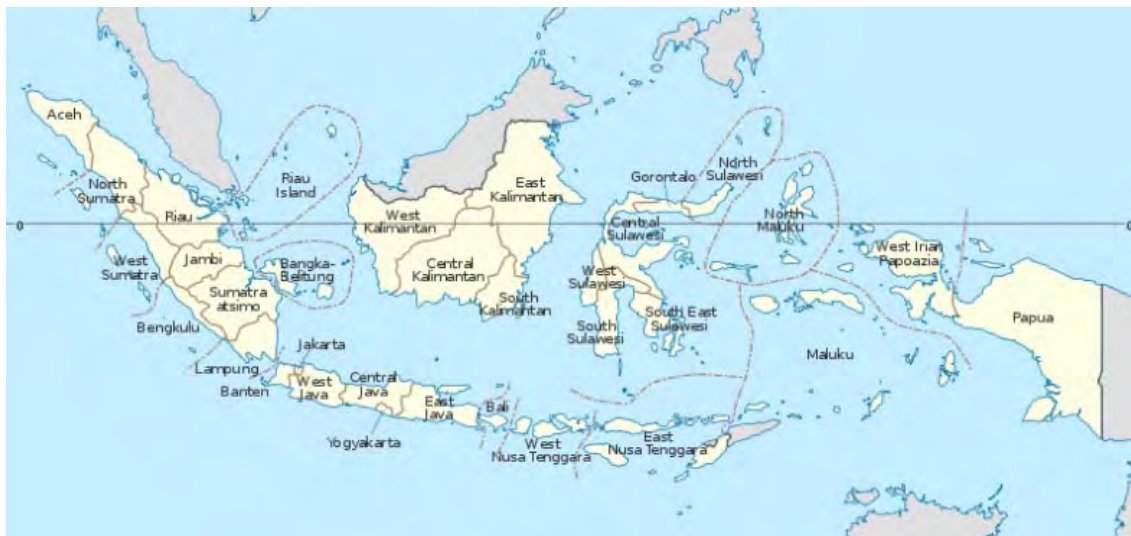 Aceh
North
Sumatra
Riau
Riau
Island
West
Sumatra
Jambi
Bangka-
Belitung
Sumatra
atsimo
Bengkulu
Lampung
Banten
Jakarta
West
Java
Central
Java
Yogyakarta
East
Java
Bali
West
Nusa Tenggara
East
Nusa Tenggara
West
Kalimantan
Central
Kalimantan
East
Kalimantan
South
Kalimantan
Gorontalo
North
Sulawesi
Central
Sulawesi
West
Sulawesi
South
Sulawesi
South East
Sulawesi
North
Maluku
Maluku
West Irian
Papoazia
Papua
0
0